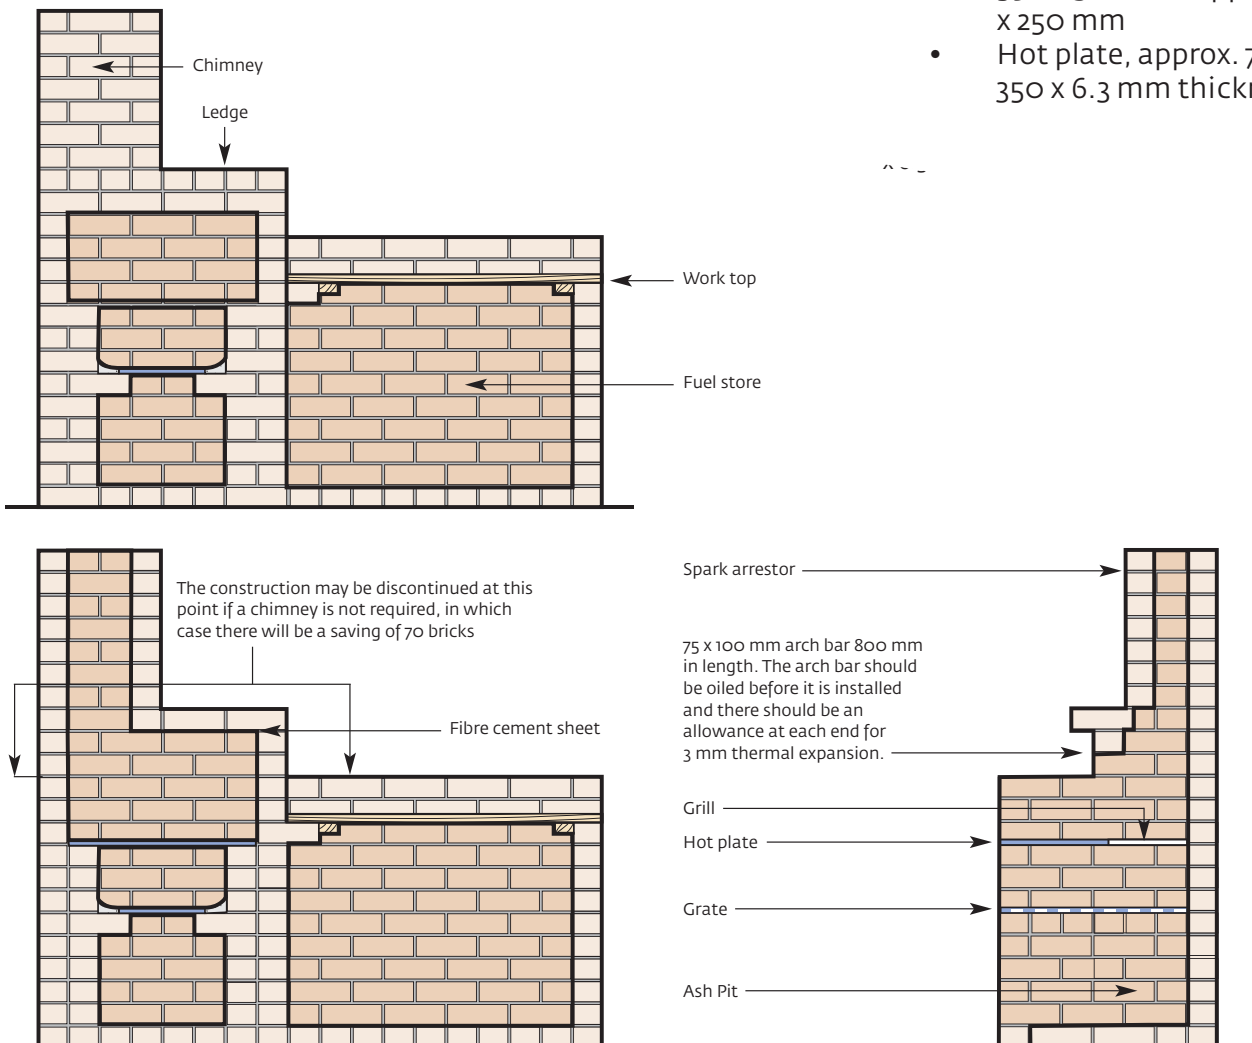 x 250 mm
• Hot plate, approx.
350 x 6.3 mm
Chimney
Ledge
Work top
Fuel store
The construction may be discontinued at this
point if a chimney is not required, in which
case there will be a saving of 70 bricks
Fibre cement sheet
Spark arrestor
75 x 100 mm arch bar 800 mm
in length. The arch bar should
be oiled before it is installed
and there should be an
allowance at each end for
3 mm thermal expansion.
Grill
Hot plate
Grate
Ash Pit